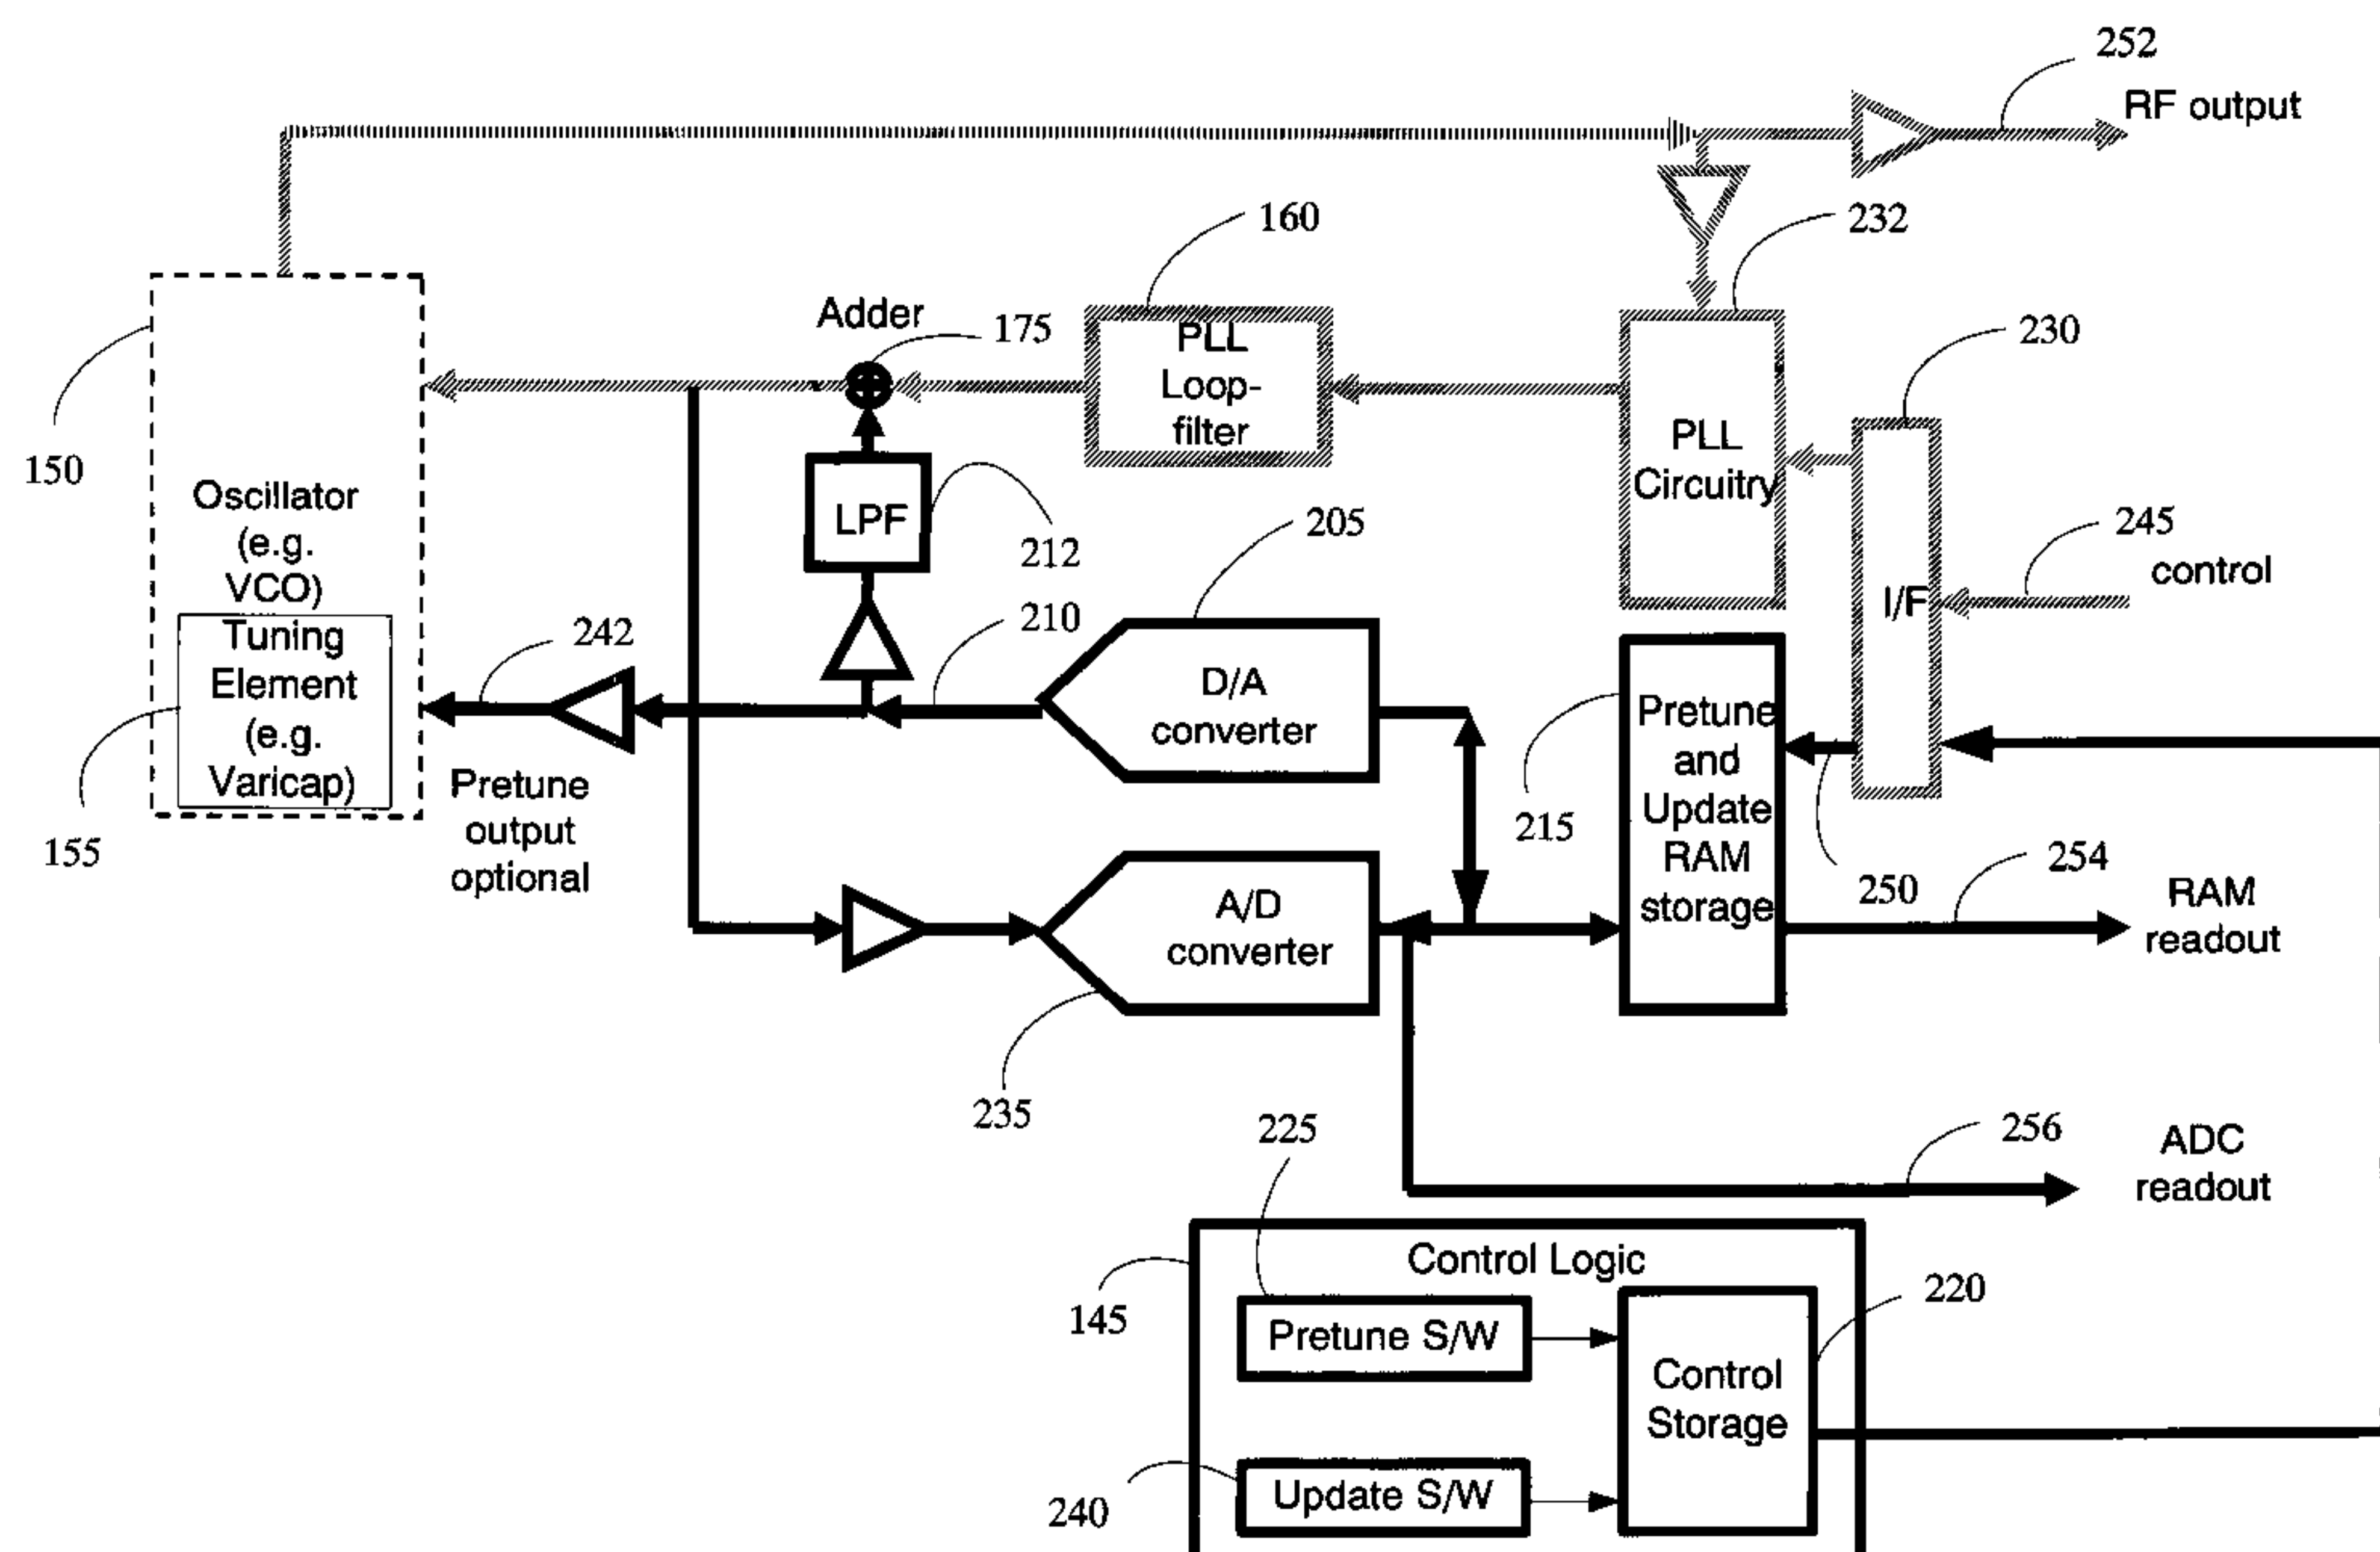 252
RF output
160
232
Adder
175
230
PLL
Loop-
filter
PLL
Circuitry
150
Oscillator
(e.g.
VCO)
LPF
212
205
245
control
I/F
Tuning
Element
(e.g.
Varicap)
242
210
D/A
converter
Pretune
and
Update
RAM
storage
215
155
Pretune
output
optional
250
254
RAM
readout
A/D
converter
235
225
256
ADC
readout
Control Logic
145
220
Pretune S/W
Control
Storage
Update S/W
240